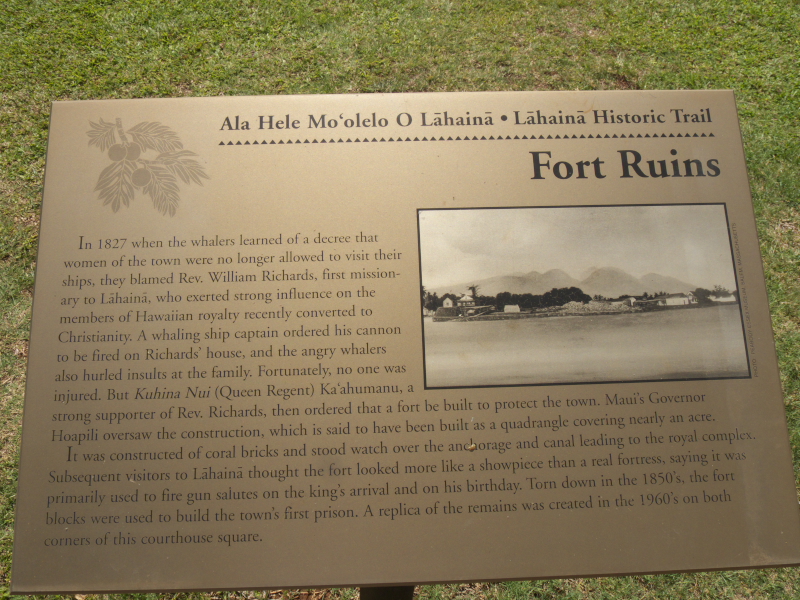 Ala Hele Mo‘olelo O Lāhainā • Lāhainā Historic Trail
Fort Ruins
In 1827 when the whalers learned of a decree that
women of the town were no longer allowed to visit their
ships, they blamed Rev. William Richards, first mission-
ary to Lāhainā, who exerted strong influence on the
members of Hawaiian royalty recently converted to
Christianity. A whaling ship captain ordered his cannon
to be fired on Richards’ house, and the angry whalers
also hurled insults at the family. Fortunately, no one was
injured. But Kuhina Nui (Queen Regent) Ka‘ahumanu, a
strong supporter of Rev. Richards, then ordered that a fort be built to protect the town. Maui’s Governor
Hoapili oversaw the construction, which is said to have been built as a quadrangle covering nearly an acre.
It was constructed of coral bricks and stood watch over the anchorage and canal leading to the royal complex.
Subsequent visitors to Lāhainā thought the fort looked more like a showpiece than a real fortress, saying it was
primarily used to fire gun salutes on the king’s arrival and on his birthday. Torn down in the 1850’s, the fort
blocks were used to build the town’s first prison. A replica of the remains was created in the 1960’s on both
corners of this courthouse square.